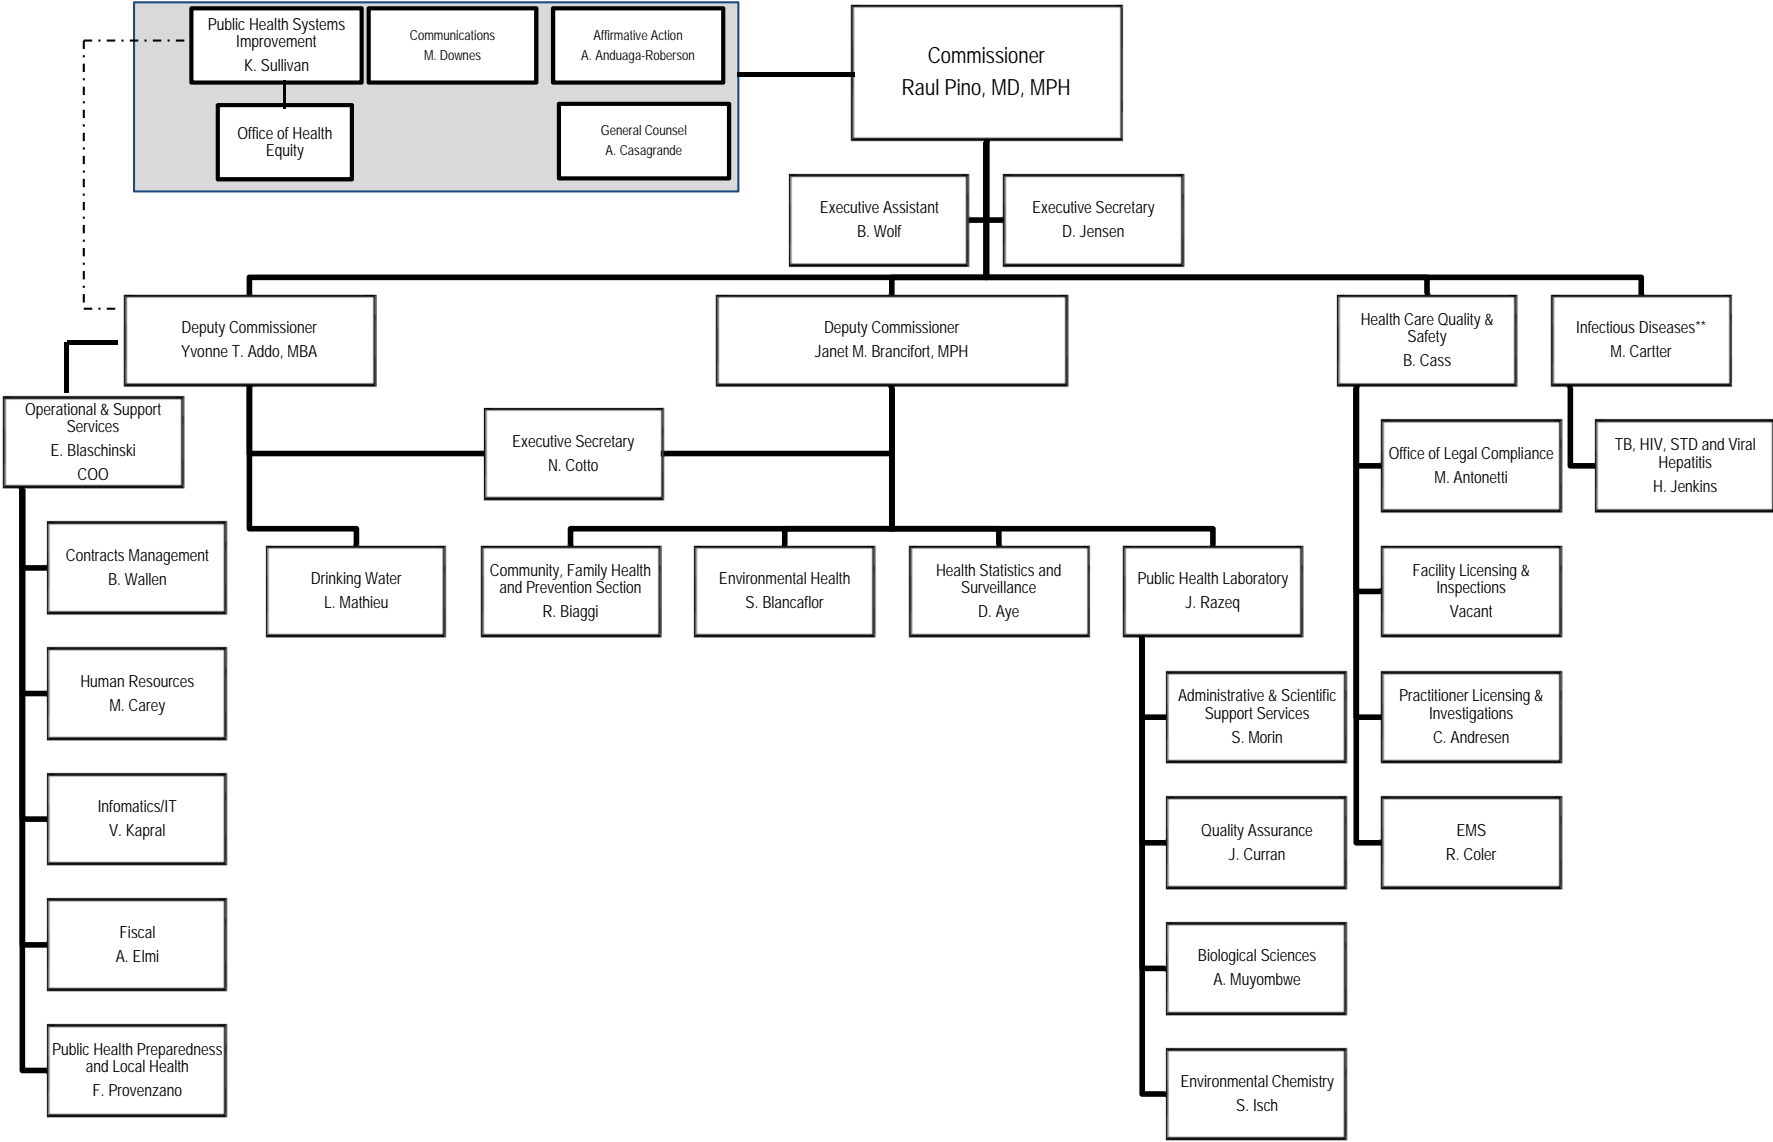 Public Health Systems
Improvement
K. Sullivan
Communications
M. Downes
Affirmative Action
A. Anduaga-Roberson
Commissioner
Raul Pino, MD, MPH
Office of Health
Equity
General Counsel
A. Casagrande
Executive Assistant
B. Wolf
Executive Secretary
D. Jensen
Deputy Commissioner
Yvonne T. Addo, MBA
Deputy Commissioner
Janet M. Brancifort, MPH
Health Care Quality &
Safety
B. Cass
Infectious Diseases**
M. Cartter
Operational & Support
Services
E. Blaschinski
COO
Executive Secretary
N. Cotto
Office of Legal Compliance
M. Antonetti
TB, HIV, STD and Viral
Hepatitis
H. Jenkins
Contracts Management
B. Wallen
Drinking Water
L. Mathieu
Community, Family Health
and Prevention Section
R. Biaggi
Environmental Health
S. Blancaflor
Health Statistics and
Surveillance
D. Aye
Public Health Laboratory
J. Razeq
Facility Licensing &
Inspections
Vacant
Human Resources
M. Carey
Administrative & Scientific
Support Services
S. Morin
Practitioner Licensing &
Investigations
C. Andresen
Infomatics/IT
V. Kapral
Quality Assurance
J. Curran
EMS
R. Coler
Fiscal
A. Elmi
Biological Sciences
A. Muyombwe
Public Health Preparedness
and Local Health
F. Provenzano
Environmental Chemistry
S. Isch